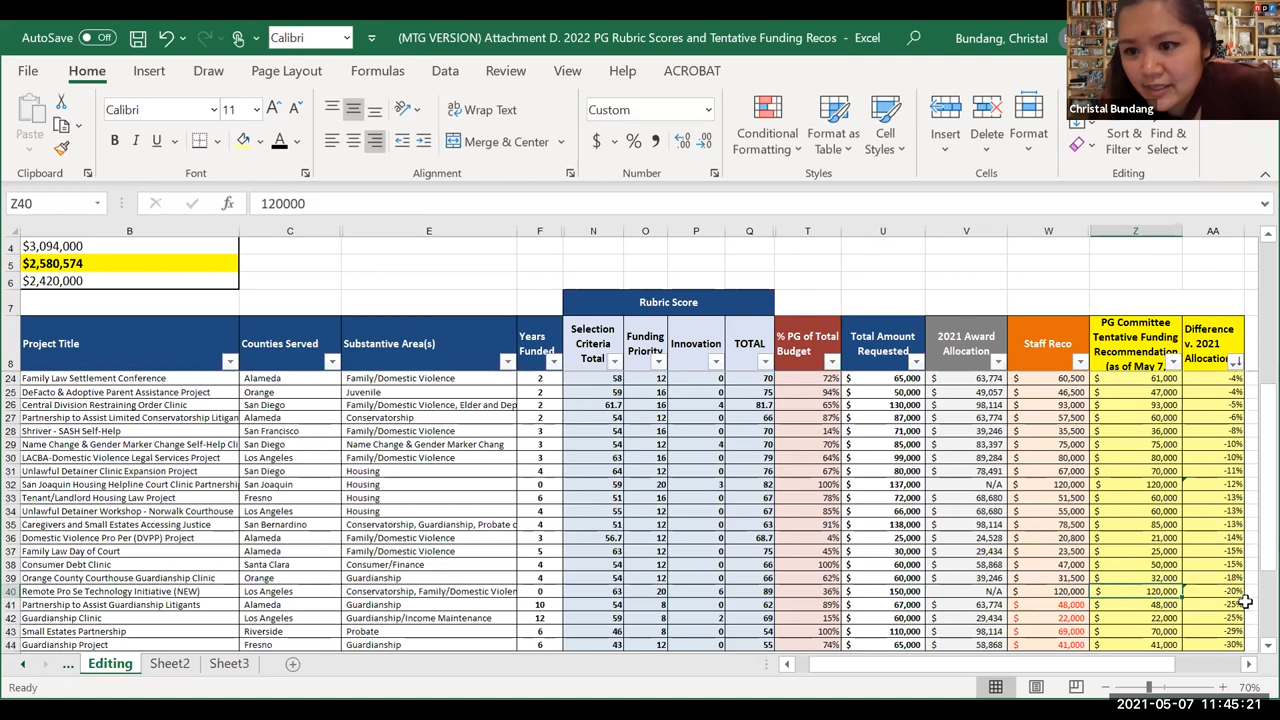 npr
AutoSave Off Calibri (MTG VERSION) Attachment D. 2022 PG Rubric Scores and Tentative Funding Recos - Excel Bundang, Christal
Christal Bundang
File Home Insert Draw Page Layout Formulas Data Review View Help ACROBAT
Paste Calibri 11 Wrap Text Custom
B I U A Merge & Center $ % Conditional Formatting Format as Table Cell Styles Insert Delete Format Sort & Filter Find & Select
Clipboard Font Alignment Number Styles Cells Editing
Z40 fx 120000
B C E F N O P Q T U V W Z AA
4 $3,094,000
5 $2,580,574
6 $2,420,000
7 Rubric Score
8 Project Title Counties Served Substantive Area(s) Years Funded Selection Criteria Total Funding Priority Innovation TOTAL % PG of Total Budget Total Amount Requested 2021 Award Allocation Staff Reco PG Committee Tentative Funding Recommendation (as of May 7, Difference v. 2021 Allocation
24 Family Law Settlement Conference Alameda Family/Domestic Violence 2 58 12 0 70 72% $ 65,000 $ 63,774 $ 60,500 $ 61,000 -4%
25 DeFacto & Adoptive Parent Assistance Project Orange Juvenile 2 59 16 0 75 94% $ 50,000 $ 49,057 $ 46,500 $ 47,000 -4%
26 Central Division Restraining Order Clinic San Diego Family/Domestic Violence, Elder and Dep 2 61.7 16 4 81.7 65% $ 130,000 $ 98,114 $ 93,000 $ 93,000 -5%
27 Partnership to Assist Limited Conservatorship Litigan Alameda Conservatorship 2 54 12 0 66 32% $ 87,000 $ 63,774 $ 57,500 $ 60,000 -6%
28 Shriver - SASH Self-Help San Francisco Family/Domestic Violence 3 54 16 0 70 14% $ 71,000 $ 39,246 $ 35,500 $ 36,000 -8%
29 Name Change & Gender Marker Change Self-Help Cli San Diego Name Change & Gender Marker Chang 3 54 12 4 70 70% $ 85,000 $ 83,397 $ 75,000 $ 75,000 -10%
30 LACBA-Domestic Violence Legal Services Project Los Angeles Family/Domestic Violence 3 63 16 0 79 64% $ 99,000 $ 89,284 $ 80,000 $ 80,000 -10%
31 Unlawful Detainer Clinic Expansion Project San Diego Housing 4 64 12 0 76 67% $ 80,000 $ 78,491 $ 67,000 $ 70,000 -11%
32 San Joaquin Housing Helpline Court Clinic Partnership San Joaquin Housing 0 59 20 3 82 100% $ 137,000 N/A $ 120,000 $ 120,000 -12%
33 Tenant/Landlord Housing Law Project Fresno Housing 6 51 16 0 67 78% $ 72,000 $ 68,680 $ 51,500 $ 60,000 -13%
34 Unlawful Detainer Workshop - Norwalk Courthouse Los Angeles Housing 4 55 12 0 67 85% $ 66,000 $ 68,680 $ 55,000 $ 60,000 -13%
35 Caregivers and Small Estates Accessing Justice San Bernardino Conservatorship, Guardianship, Probate o 4 51 12 0 63 91% $ 138,000 $ 98,114 $ 78,500 $ 85,000 -13%
36 Domestic Violence Pro Per (DVPP) Project Alameda Family/Domestic Violence 3 56.7 12 0 68.7 4% $ 25,000 $ 24,528 $ 20,800 $ 21,000 -14%
37 Family Law Day of Court Alameda Family/Domestic Violence 5 63 12 0 75 45% $ 30,000 $ 29,434 $ 23,500 $ 25,000 -15%
38 Consumer Debt Clinic Santa Clara Consumer/Finance 4 54 12 0 66 88% $ 60,000 $ 58,868 $ 47,000 $ 50,000 -15%
39 Orange County Courthouse Guardianship Clinic Orange Guardianship 4 54 12 0 66 62% $ 60,000 $ 39,246 $ 31,500 $ 32,000 -18%
40 Remote Pro Se Technology Initiative (NEW) Los Angeles Conservatorship, Family/Domestic Violen 0 63 20 6 89 36% $ 150,000 N/A $ 120,000 $ 120,000 -20%
41 Partnership to Assist Guardianship Litigants Alameda Guardianship 10 54 8 0 62 89% $ 67,000 $ 63,774 $ 48,000 $ 48,000 -25%
42 Guardianship Clinic Los Angeles Guardianship/Income Maintenance 12 59 8 2 69 15% $ 60,000 $ 29,434 $ 22,000 $ 22,000 -25%
43 Small Estates Partnership Riverside Probate 6 46 8 0 54 100% $ 110,000 $ 98,114 $ 69,000 $ 70,000 -29%
44 Guardianship Project Fresno Guardianship 6 43 12 0 55 74% $ 65,000 $ 58,868 $ 41,000 $ 41,000 -30%
... Editing Sheet2 Sheet3
Ready 70%
2021-05-07 11:45:21